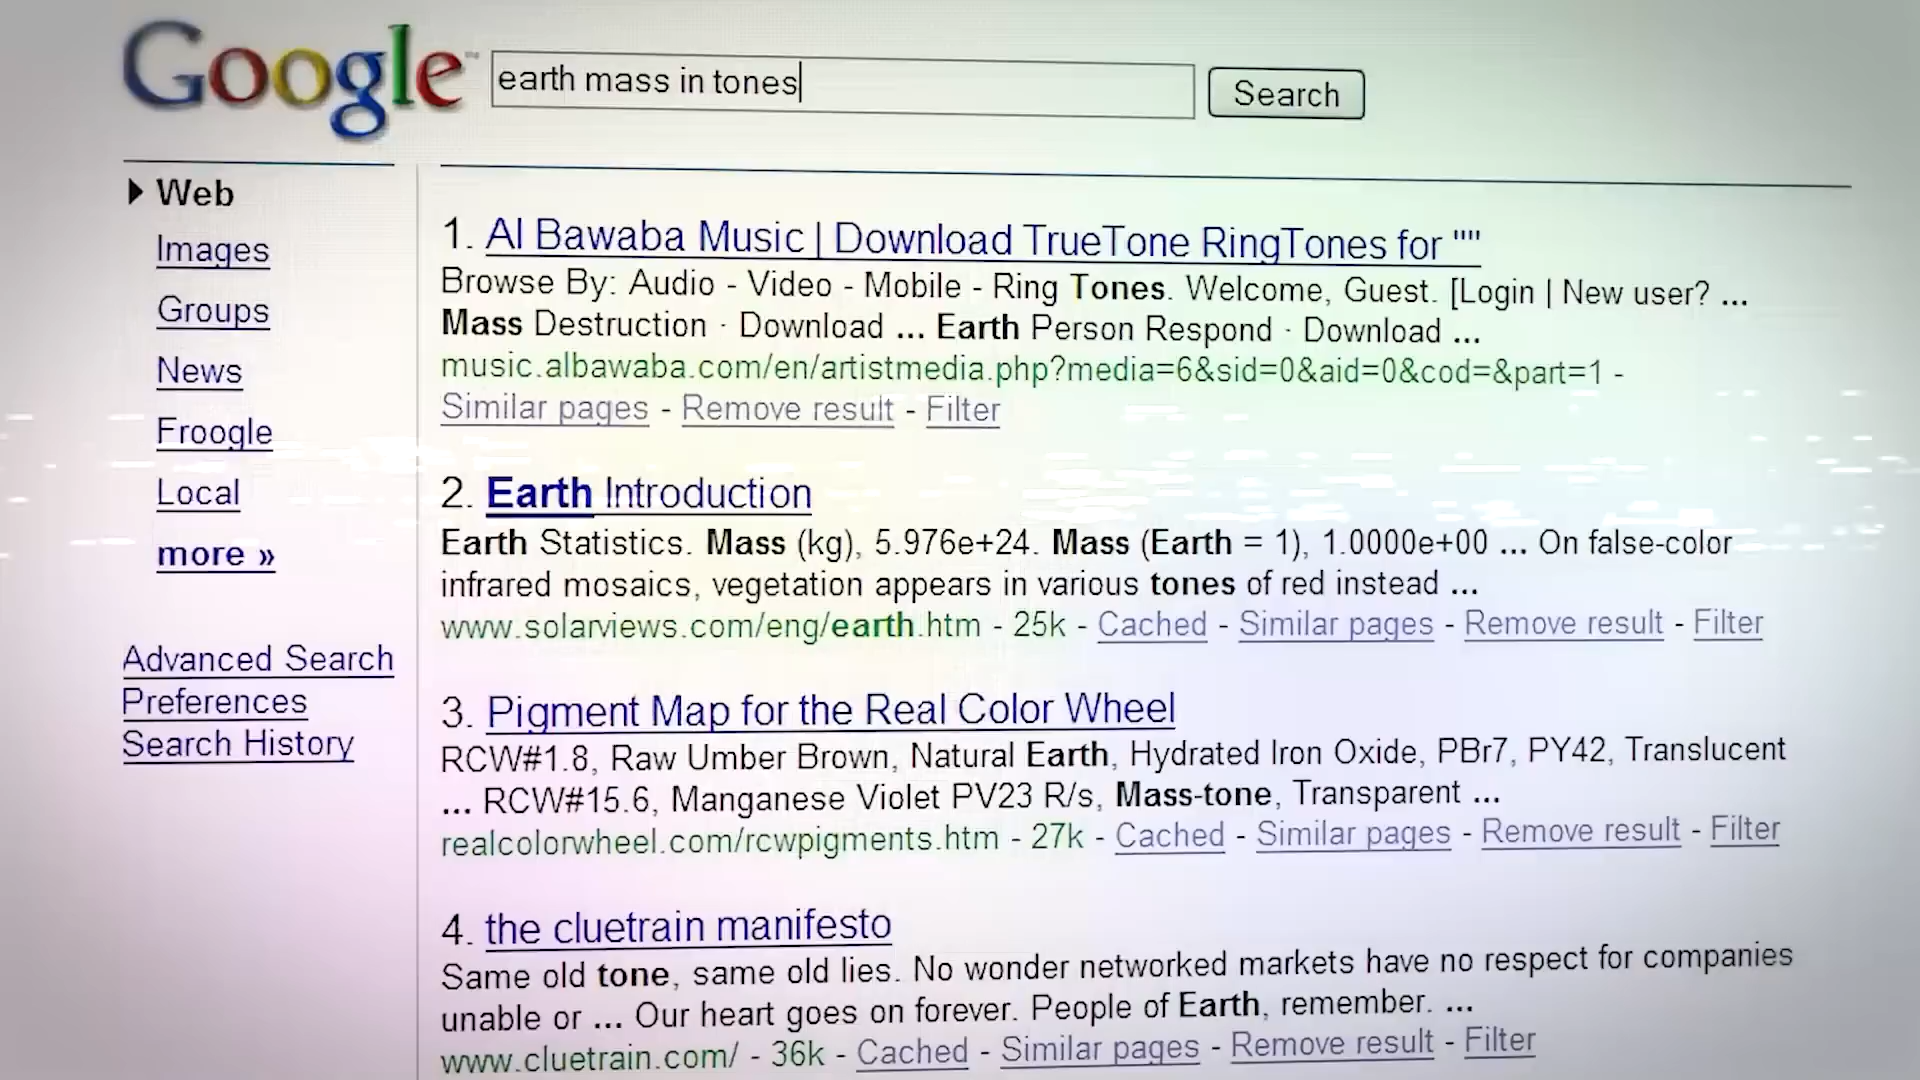 Google™ earth mass in tones Search
Web
Images
Groups
News
Froogle
Local
more »
Advanced Search
Preferences
Search History
1. Al Bawaba Music | Download TrueTone RingTones for ""
Browse By: Audio - Video - Mobile - Ring Tones. Welcome, Guest. [Login | New user? ...
Mass Destruction · Download ... Earth Person Respond · Download ...
music.albawaba.com/en/artistmedia.php?media=6&sid=0&aid=0&cod=&part=1 -
Similar pages - Remove result - Filter
2. Earth Introduction
Earth Statistics. Mass (kg), 5.976e+24. Mass (Earth = 1), 1.0000e+00 ... On false-color
infrared mosaics, vegetation appears in various tones of red instead ...
www.solarviews.com/eng/earth.htm - 25k - Cached - Similar pages - Remove result - Filter
3. Pigment Map for the Real Color Wheel
RCW#1.8, Raw Umber Brown, Natural Earth, Hydrated Iron Oxide, PBr7, PY42, Translucent
... RCW#15.6, Manganese Violet PV23 R/s, Mass-tone, Transparent ...
realcolorwheel.com/rcwpigments.htm - 27k - Cached - Similar pages - Remove result - Filter
4. the cluetrain manifesto
Same old tone, same old lies. No wonder networked markets have no respect for companies
unable or ... Our heart goes on forever. People of Earth, remember. ...
www.cluetrain.com/ - 36k - Cached - Similar pages - Remove result - Filter